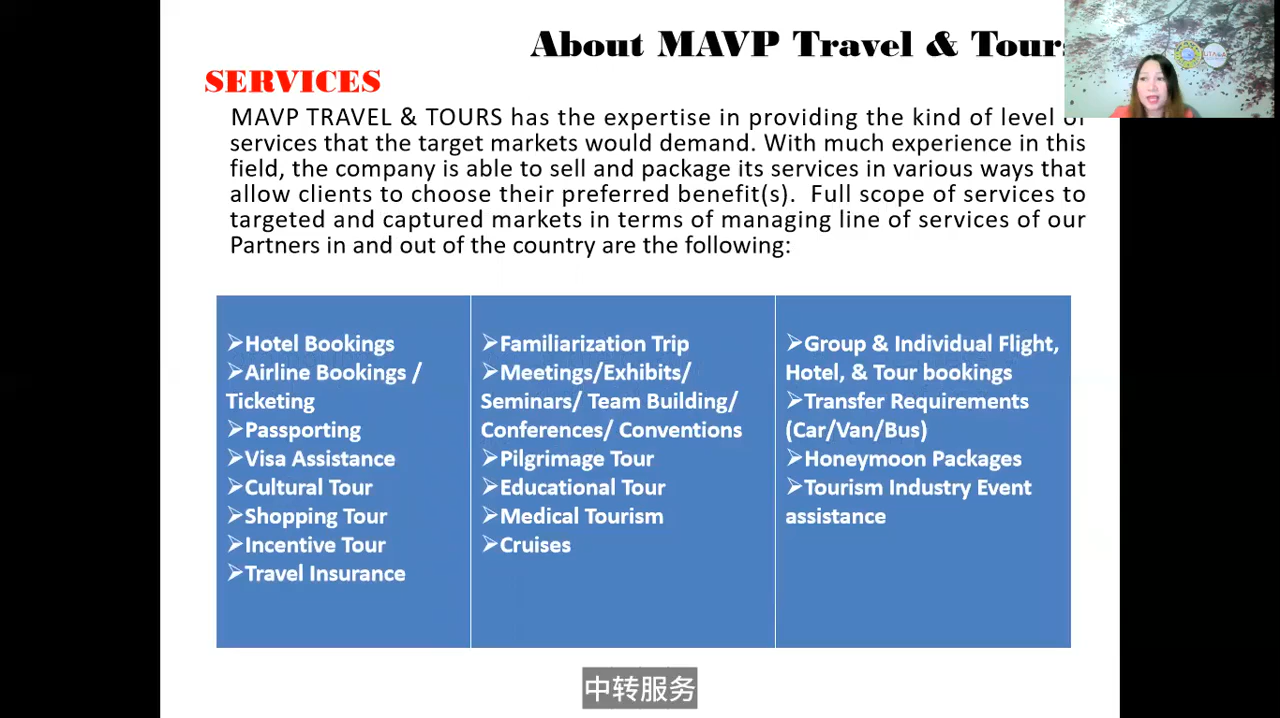 About MAVP Travel & Tours
SERVICES
MAVP TRAVEL & TOURS has the expertise in providing the kind of level of
services that the target markets would demand. With much experience in this
field, the company is able to sell and package its services in various ways that
allow clients to choose their preferred benefit(s). Full scope of services to
targeted and captured markets in terms of managing line of services of our
Partners in and out of the country are the following:
➢Hotel Bookings
➢Airline Bookings /
Ticketing
➢Passporting
➢Visa Assistance
➢Cultural Tour
➢Shopping Tour
➢Incentive Tour
➢Travel Insurance
➢Familiarization Trip
➢Meetings/Exhibits/
Seminars/ Team Building/
Conferences/ Conventions
➢Pilgrimage Tour
➢Educational Tour
➢Medical Tourism
➢Cruises
➢Group & Individual Flight,
Hotel, & Tour bookings
➢Transfer Requirements
(Car/Van/Bus)
➢Honeymoon Packages
➢Tourism Industry Event
assistance
中转服务